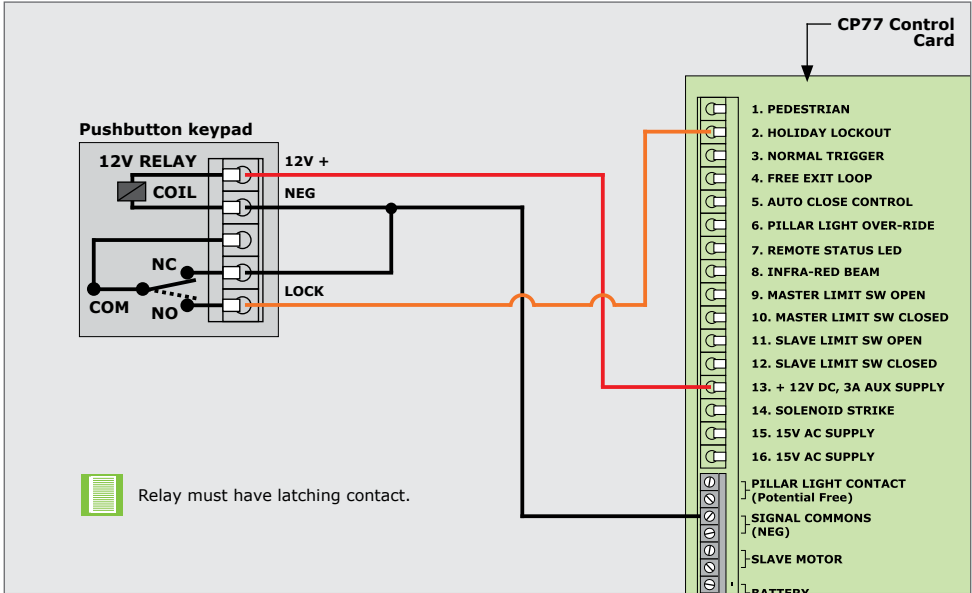 CP77 Control
Card
Pushbutton keypad
12V RELAY
COIL
NC
COM
NO
12V +
NEG
LOCK
1. PEDESTRIAN
2. HOLIDAY LOCKOUT
3. NORMAL TRIGGER
4. FREE EXIT LOOP
5. AUTO CLOSE CONTROL
6. PILLAR LIGHT OVER-RIDE
7. REMOTE STATUS LED
8. INFRA-RED BEAM
9. MASTER LIMIT SW OPEN
10. MASTER LIMIT SW CLOSED
11. SLAVE LIMIT SW OPEN
12. SLAVE LIMIT SW CLOSED
13. + 12V DC, 3A AUX SUPPLY
14. SOLENOID STRIKE
15. 15V AC SUPPLY
16. 15V AC SUPPLY
PILLAR LIGHT CONTACT
(Potential Free)
SIGNAL COMMONS
(NEG)
SLAVE MOTOR
BATTERY
Relay must have latching contact.